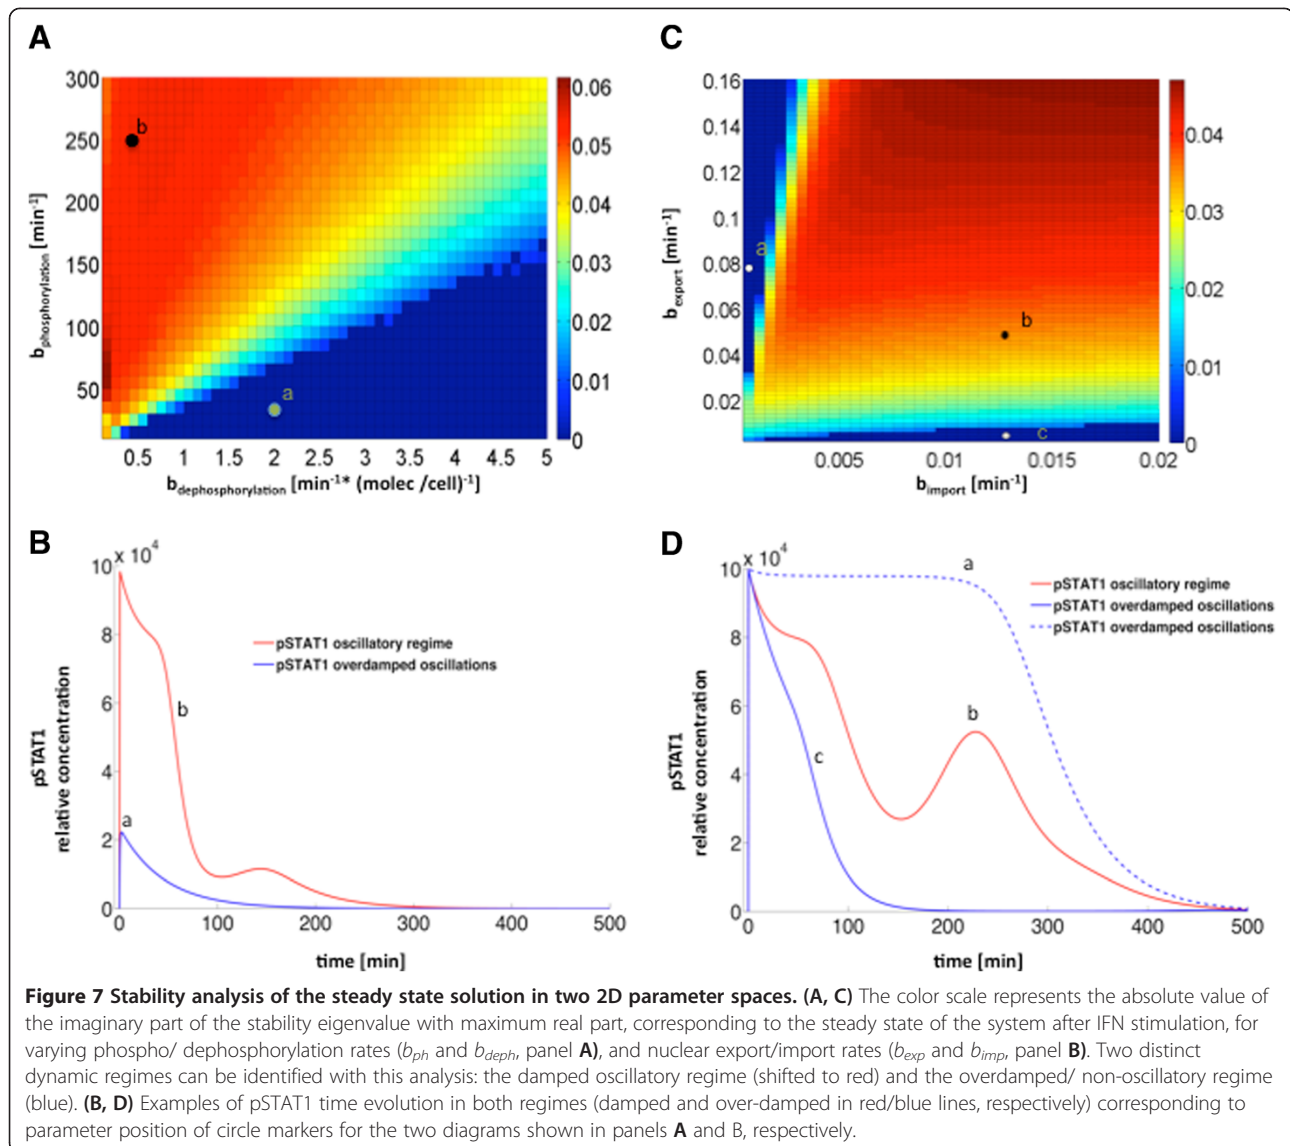 A
300
250
200
150
100
50
b_phosphorylation [min⁻¹]
b
a
0.5 1 1.5 2 2.5 3 3.5 4 4.5 5
b_dephosphorylation [min⁻¹* (molec /cell)⁻¹]
0.06
0.05
0.04
0.03
0.02
0.01
0
C
0.16
0.14
0.12
0.1
0.08
0.06
0.04
0.02
b_export [min⁻¹]
a
b
c
0.005 0.01 0.015 0.02
b_import [min⁻¹]
0.04
0.03
0.02
0.01
0
B
x 10⁴
10
8
6
4
2
0
pSTAT1
relative concentration
pSTAT1 oscillatory regime
pSTAT1 overdamped oscillations
b
a
0 100 200 300 400 500
time [min]
D
x 10⁴
10
8
6
4
2
0
pSTAT1
relative concentration
a
pSTAT1 oscillatory regime
pSTAT1 overdamped oscillations
pSTAT1 overdamped oscillations
b
c
0 100 200 300 400 500
time [min]
Figure 7 Stability analysis of the steady state solution in two 2D parameter spaces. (A, C) The color scale represents the absolute value of
the imaginary part of the stability eigenvalue with maximum real part, corresponding to the steady state of the system after IFN stimulation, for
varying phospho/ dephosphorylation rates (b_ph and b_deph, panel A), and nuclear export/import rates (b_exp and b_imp, panel B). Two distinct
dynamic regimes can be identified with this analysis: the damped oscillatory regime (shifted to red) and the overdamped/ non-oscillatory regime
(blue). (B, D) Examples of pSTAT1 time evolution in both regimes (damped and over-damped in red/blue lines, respectively) corresponding to
parameter position of circle markers for the two diagrams shown in panels A and B, respectively.